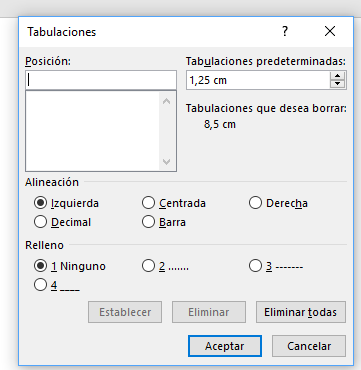 Tabulaciones ?
Posición: Tabulaciones predeterminadas:
1,25 cm
Tabulaciones que desea borrar:
8,5 cm
Alineación
Izquierda Centrada Derecha
Decimal Barra
Relleno
1 Ninguno 2 ....... 3 -------
4 ____
Establecer Eliminar Eliminar todas
Aceptar Cancelar